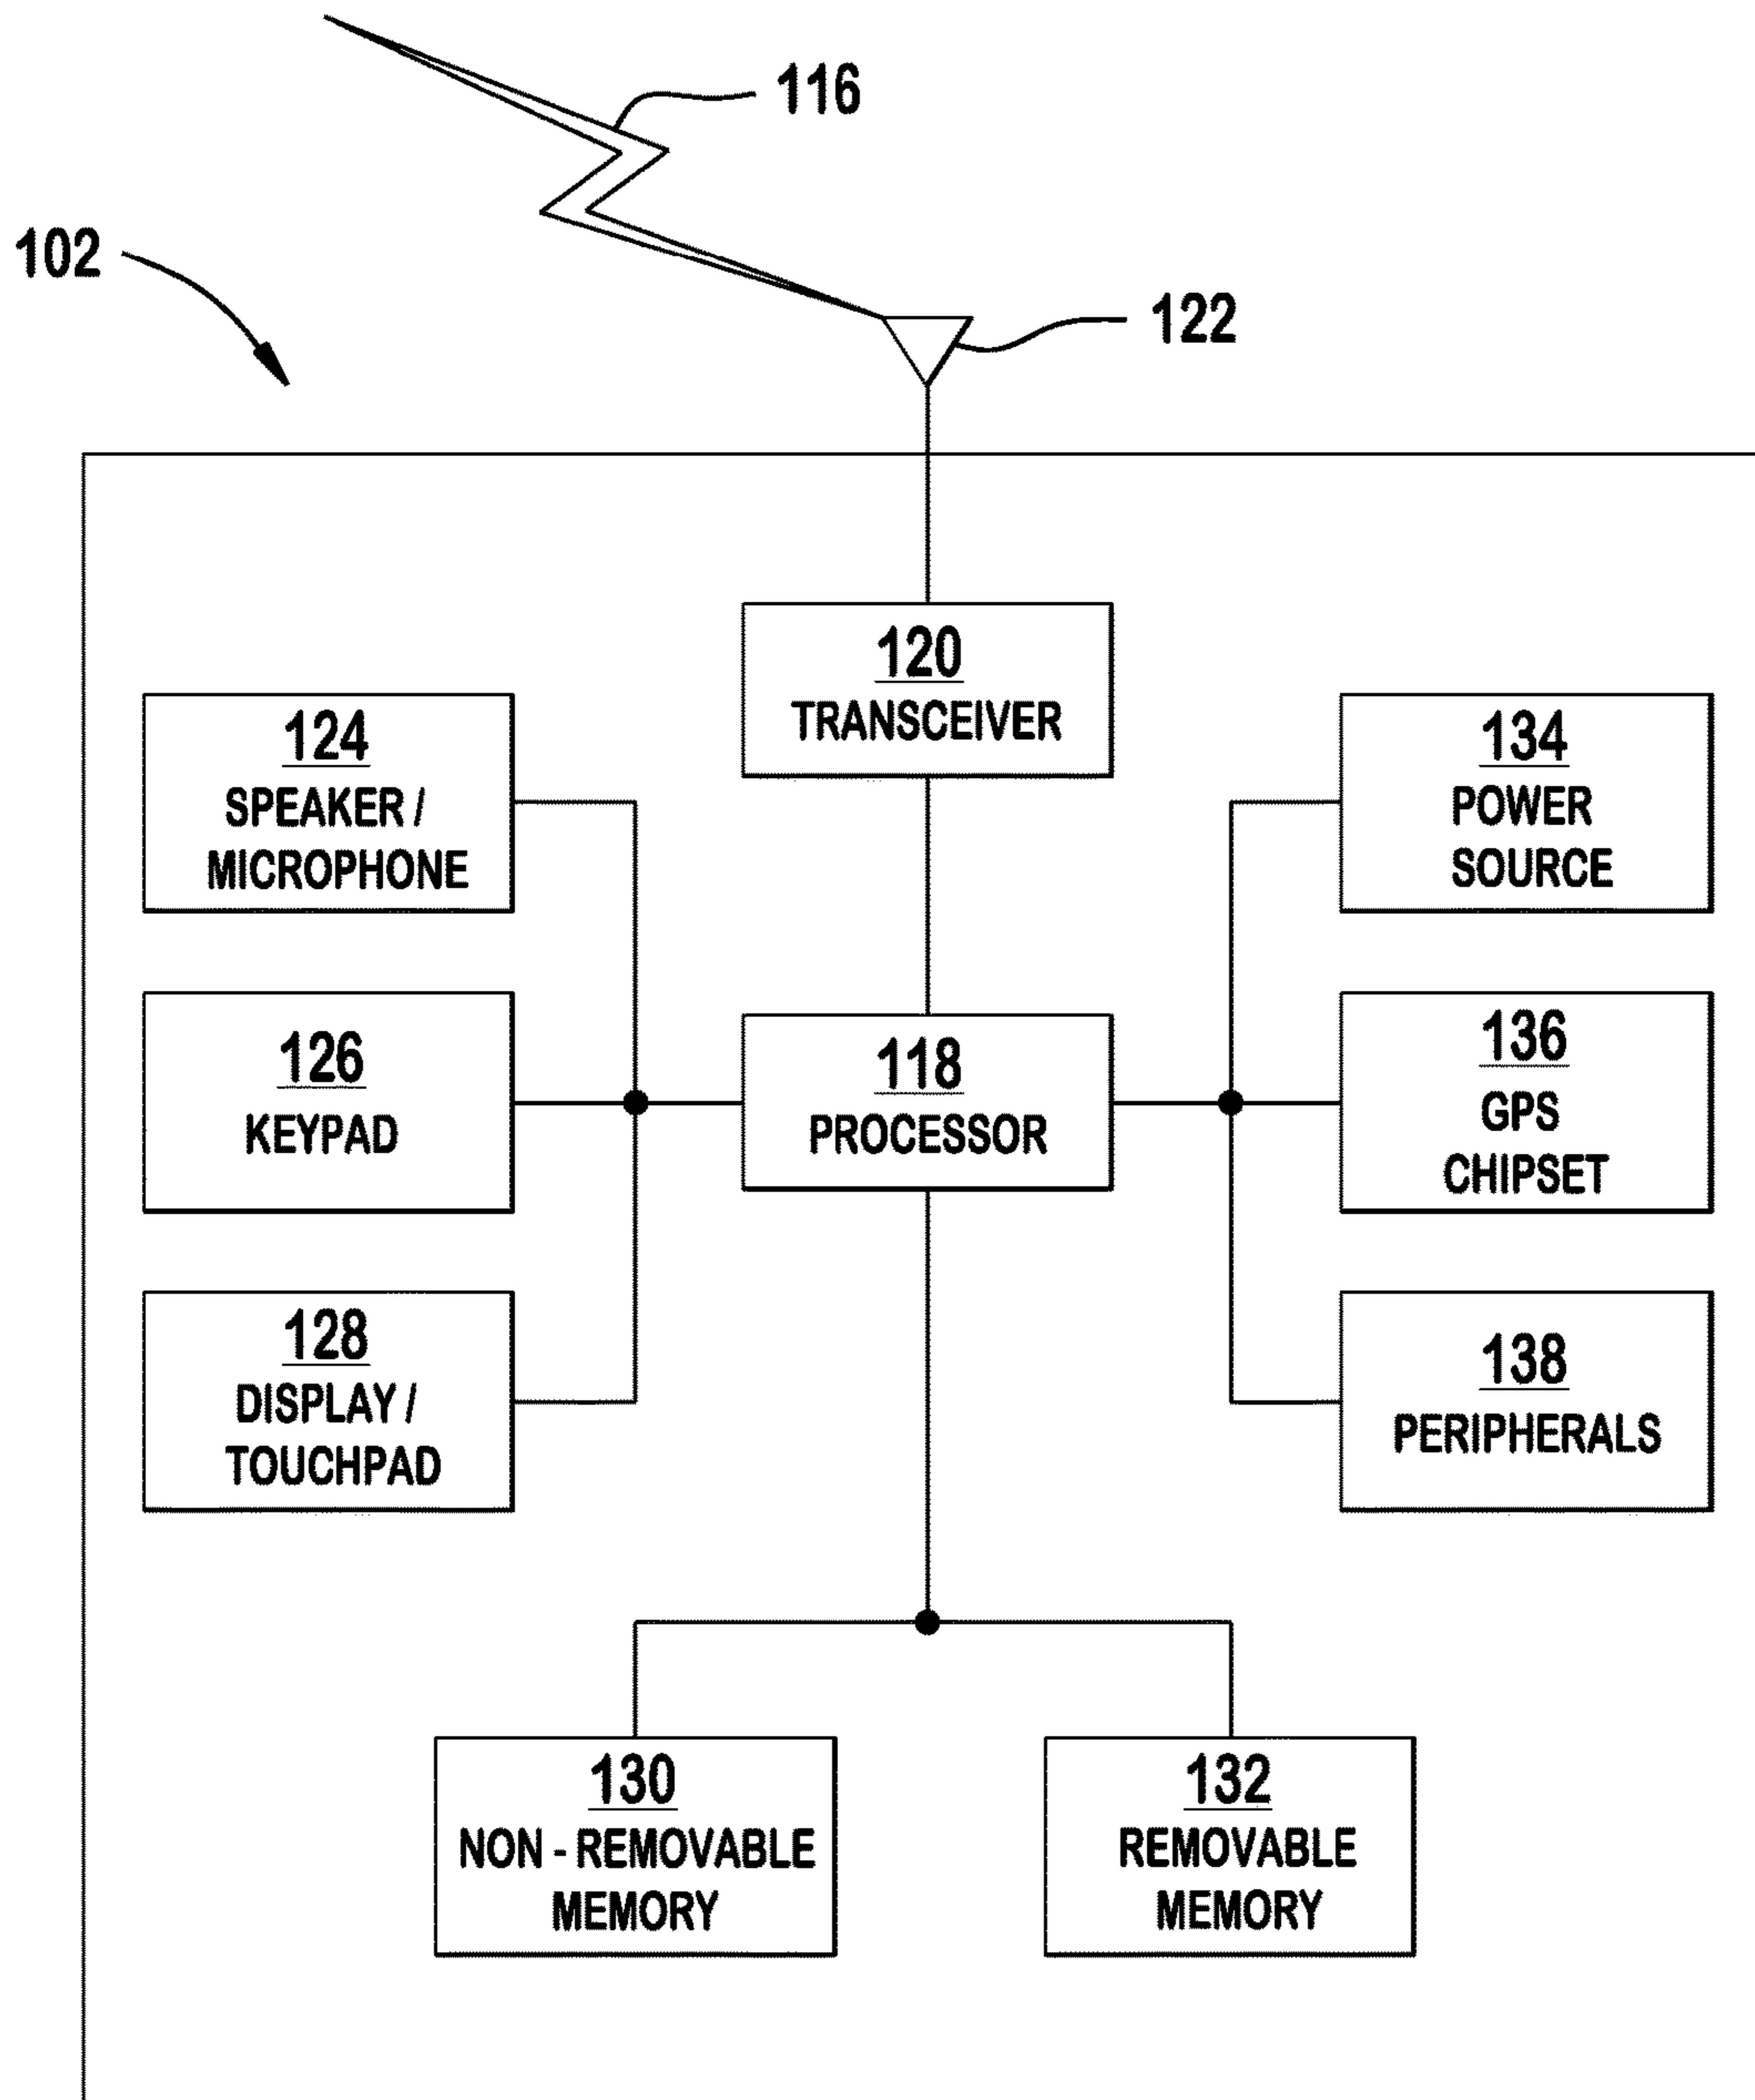 116
102
122
120
TRANSCEIVER
124
SPEAKER /
MICROPHONE
134
POWER
SOURCE
126
KEYPAD
118
PROCESSOR
136
GPS
CHIPSET
128
DISPLAY /
TOUCHPAD
138
PERIPHERALS
130
NON - REMOVABLE
MEMORY
132
REMOVABLE
MEMORY